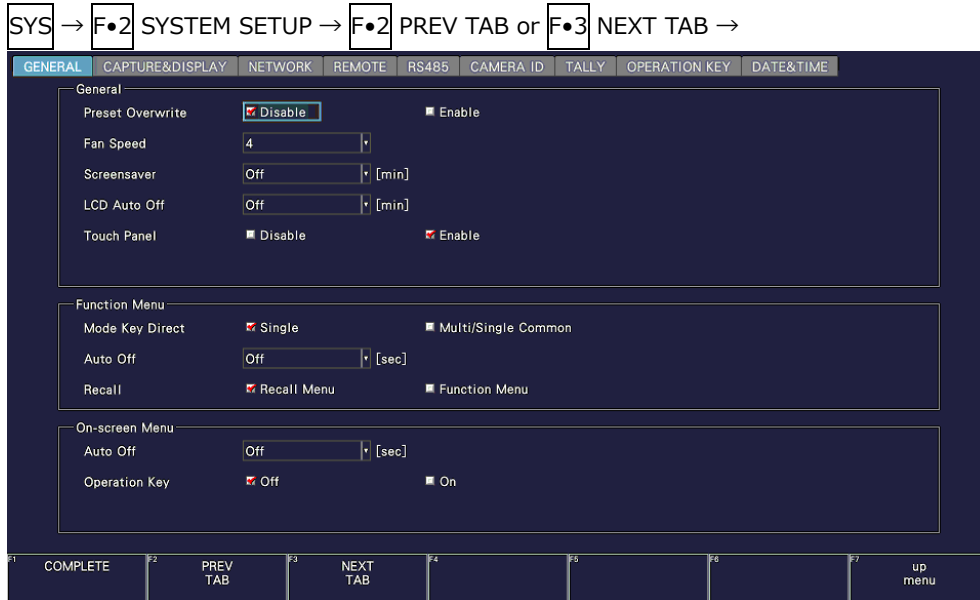 SYS → F•2 SYSTEM SETUP → F•2 PREV TAB or F•3 NEXT TAB →
GENERAL CAPTURE&DISPLAY NETWORK REMOTE RS485 CAMERA ID TALLY OPERATION KEY DATE&TIME
General
Preset Overwrite Disable Enable
Fan Speed 4
Screensaver Off [min]
LCD Auto Off Off [min]
Touch Panel Disable Enable
Function Menu
Mode Key Direct Single Multi/Single Common
Auto Off Off [sec]
Recall Recall Menu Function Menu
On-screen Menu
Auto Off Off [sec]
Operation Key Off On
F1 COMPLETE F2 PREV TAB F3 NEXT TAB F4 F5 F6 F7 up menu